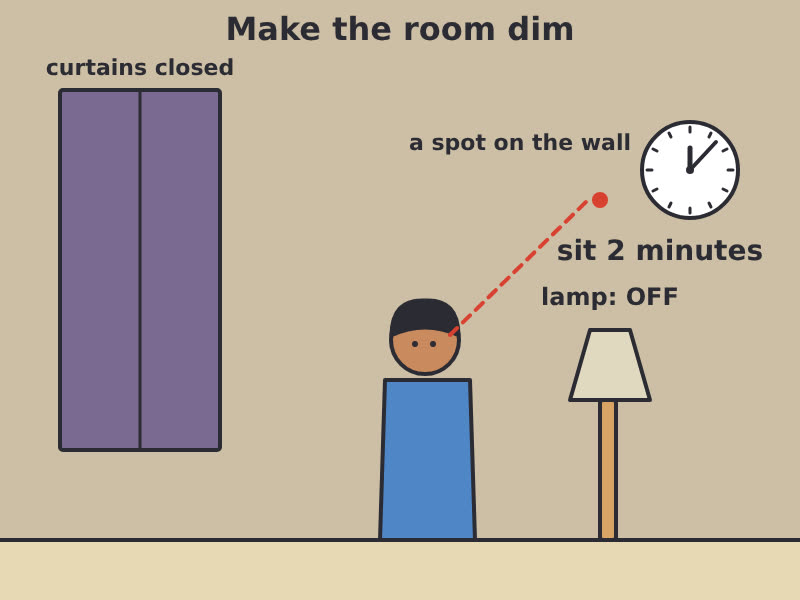 Make the room dim
curtains closed
a spot on the wall
sit 2 minutes
lamp: OFF